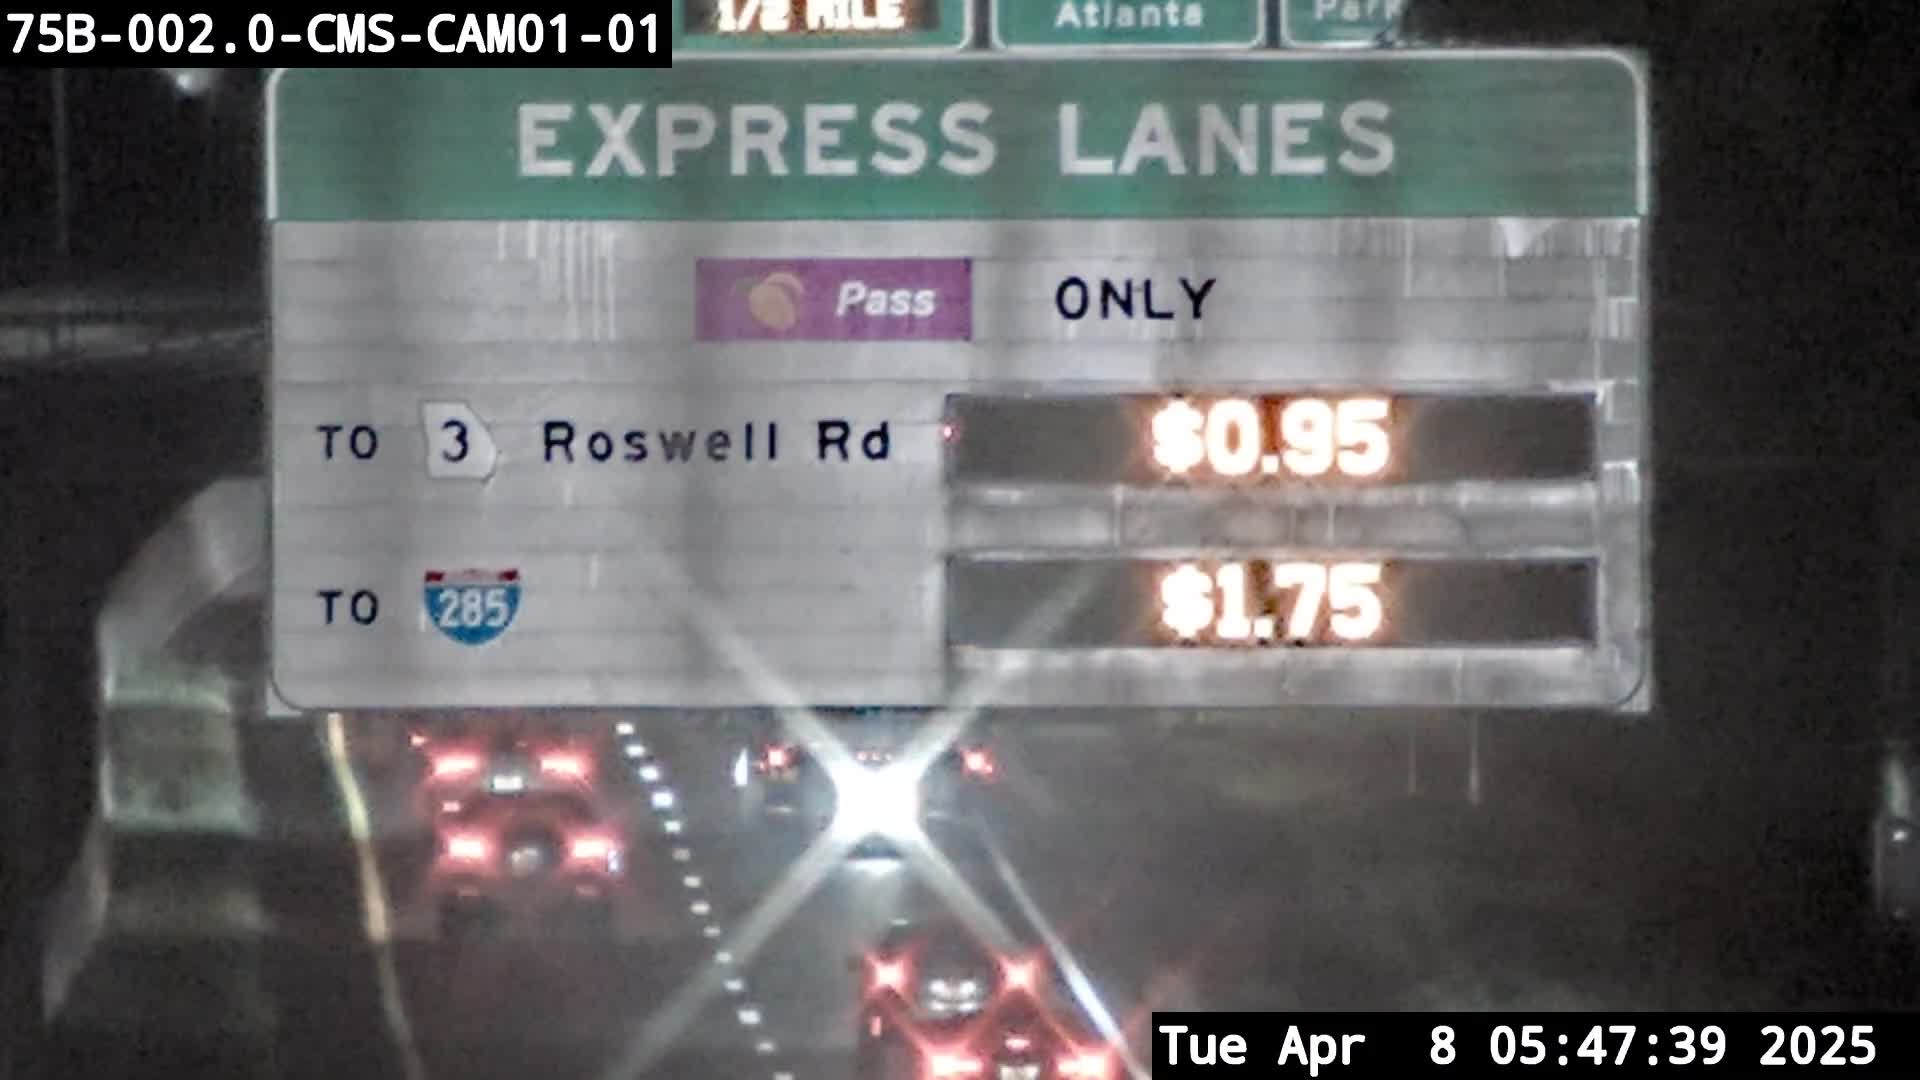 75B-002.0-CMS-CAM01-01
1/2 MILE
Atlanta
Park
EXPRESS LANES
Pass ONLY
TO 3 Roswell Rd $0.95
TO 285 $1.75
Tue Apr 8 05:47:39 2025